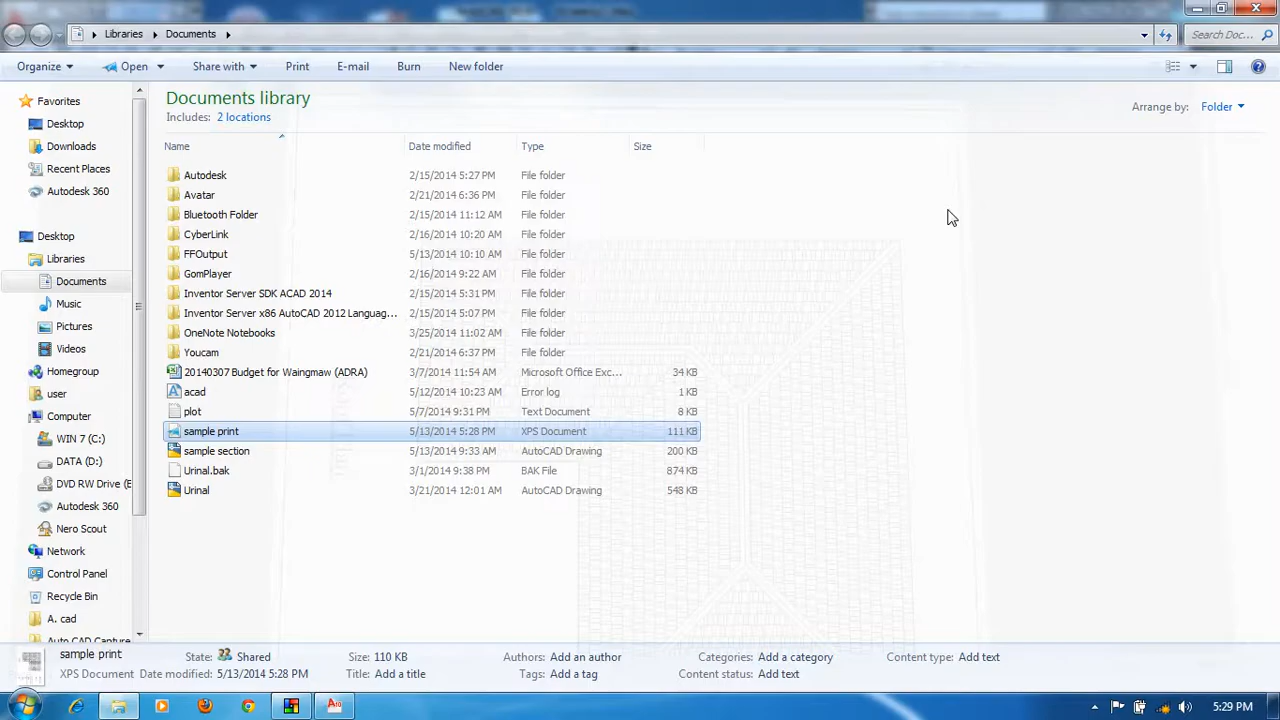 Libraries Documents Search Doc...
Organize Open Share with Print E-mail Burn New folder
Favorites
Desktop
Downloads
Recent Places
Autodesk 360
Desktop
Libraries
Documents
Music
Pictures
Videos
Homegroup
user
Computer
WIN 7 (C:)
DATA (D:)
DVD RW Drive (E
Autodesk 360
Nero Scout
Network
Control Panel
Recycle Bin
A. cad
Auto CAD Capture
Documents library
Includes: 2 locations
Arrange by: Folder
Name Date modified Type Size
Autodesk 2/15/2014 5:27 PM File folder
Avatar 2/21/2014 6:36 PM File folder
Bluetooth Folder 2/15/2014 11:12 AM File folder
CyberLink 2/16/2014 10:20 AM File folder
FFOutput 5/13/2014 10:10 AM File folder
GomPlayer 2/16/2014 9:22 AM File folder
Inventor Server SDK ACAD 2014 2/15/2014 5:31 PM File folder
Inventor Server x86 AutoCAD 2012 Languag... 2/15/2014 5:07 PM File folder
OneNote Notebooks 3/25/2014 11:02 AM File folder
Youcam 2/21/2014 6:37 PM File folder
20140307 Budget for Waingmaw (ADRA) 3/7/2014 11:54 AM Microsoft Office Exc... 34 KB
acad 5/12/2014 10:23 AM Error log 1 KB
plot 5/7/2014 9:31 PM Text Document 8 KB
sample print 5/13/2014 5:28 PM XPS Document 111 KB
sample section 5/13/2014 9:33 AM AutoCAD Drawing 200 KB
Urinal.bak 3/1/2014 9:38 PM BAK File 874 KB
Urinal 3/21/2014 12:01 AM AutoCAD Drawing 548 KB
sample print State: Shared Size: 110 KB Authors: Add an author Categories: Add a category Content type: Add text
XPS Document Date modified: 5/13/2014 5:28 PM Title: Add a title Tags: Add a tag Content status: Add text
5:29 PM